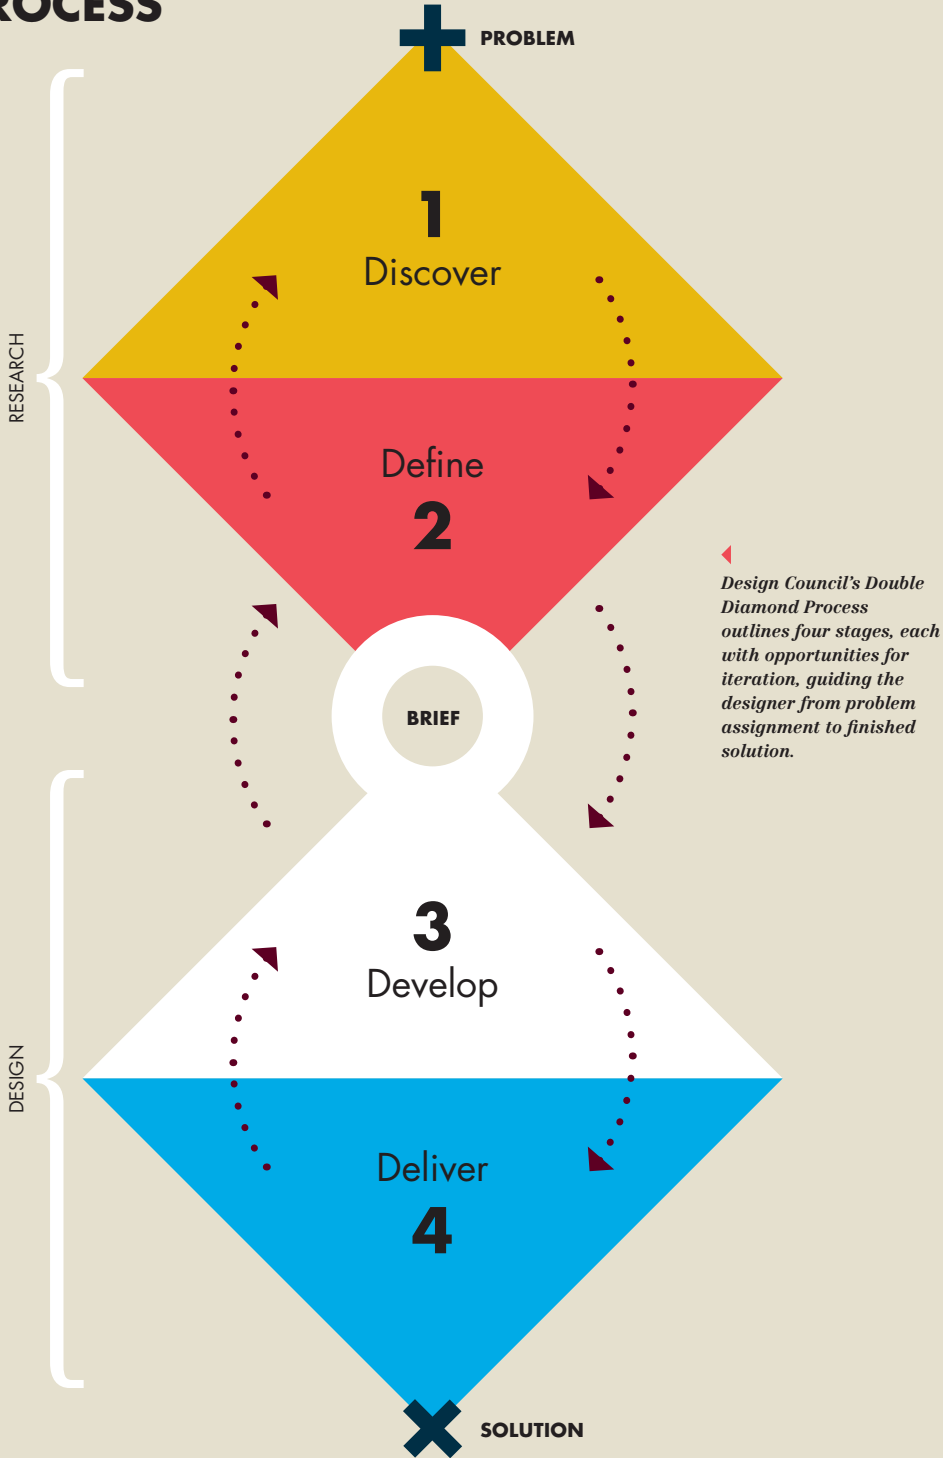 PROBLEM
1
Discover
RESEARCH
Define
2
Design Council’s Double
Diamond Process
outlines four stages, each
with opportunities for
iteration, guiding the
designer from problem
assignment to finished
solution.
BRIEF
3
Develop
DESIGN
Deliver
4
SOLUTION